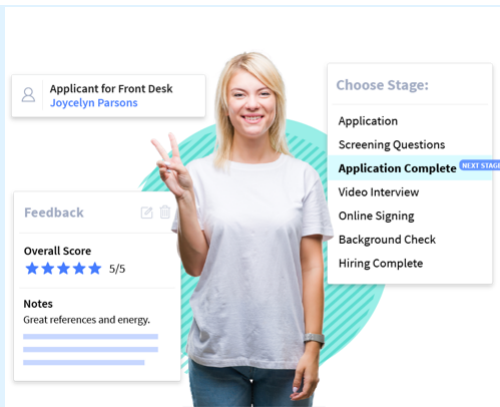 Applicant for Front Desk
Joycelyn Parsons
Choose Stage:
Application
Screening Questions
Application Complete
NEXT STAGE
Video Interview
Online Signing
Background Check
Hiring Complete
Feedback
Overall Score
5/5
Notes
Great references and energy.